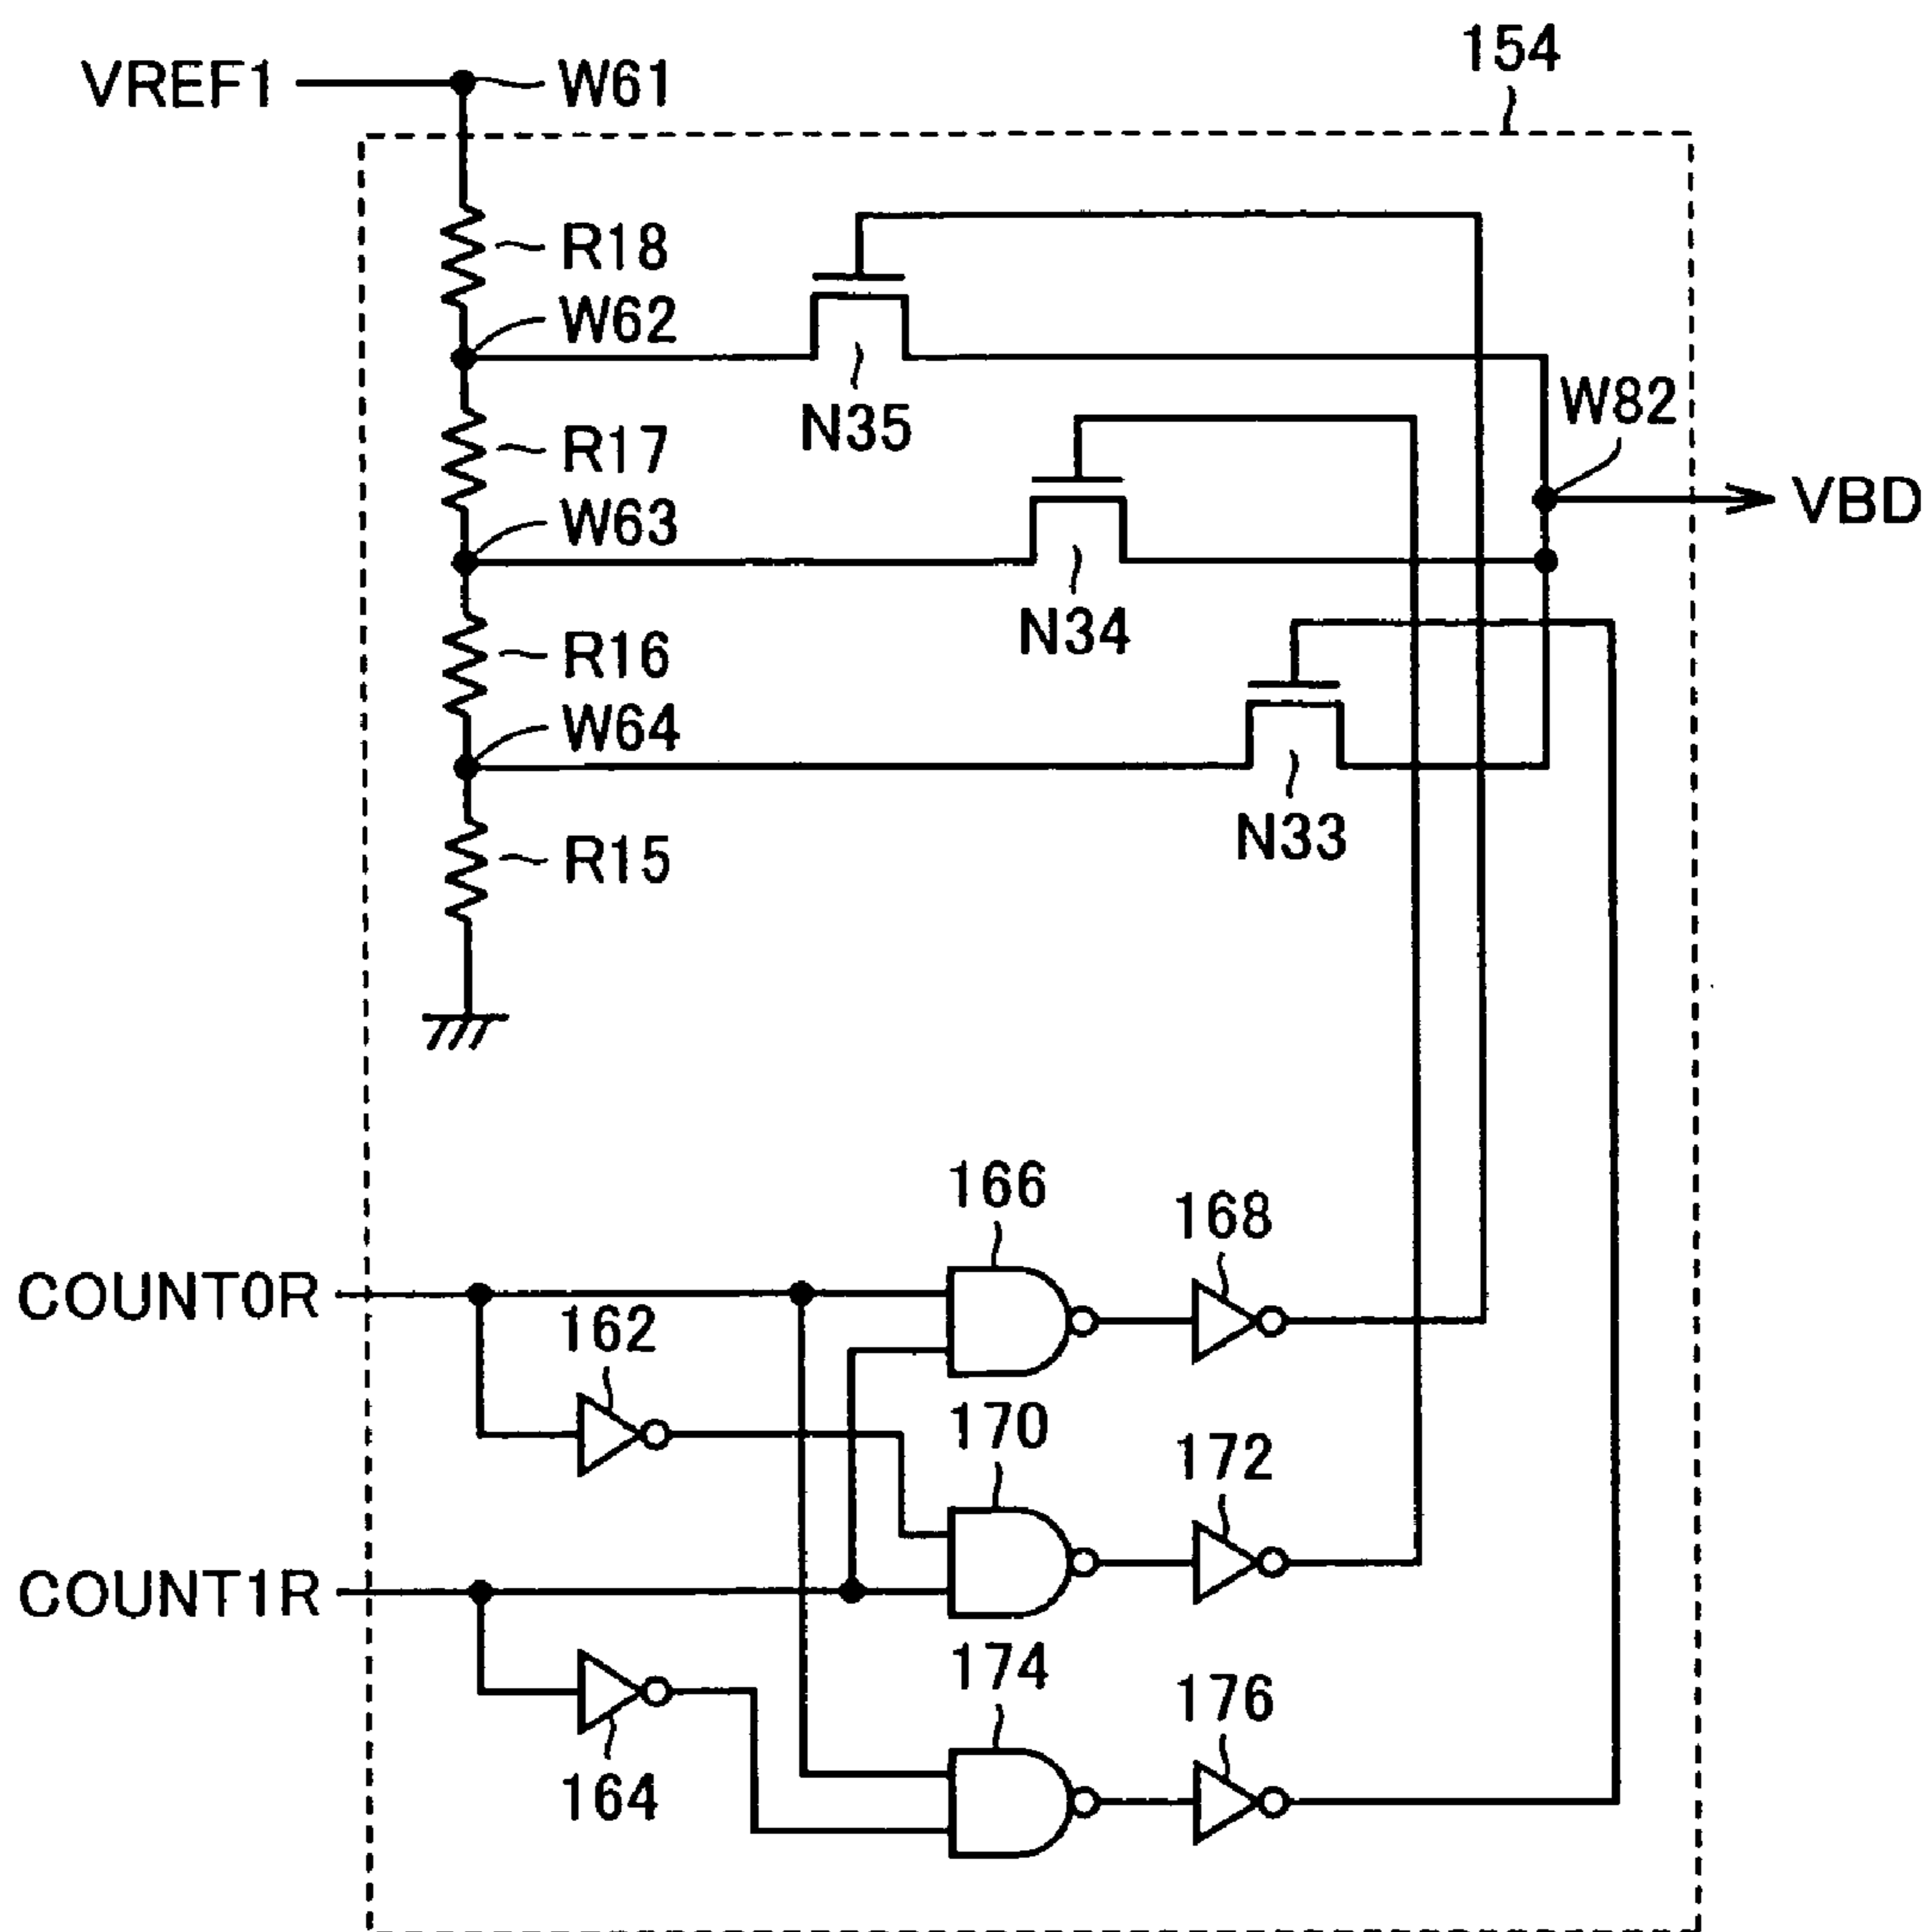 154
VREF1
W61
R18
W62
N35
W82
R17
W63
VBD
N34
R16
W64
N33
R15
166
168
COUNT0R
162
170
172
COUNT1R
174
176
164